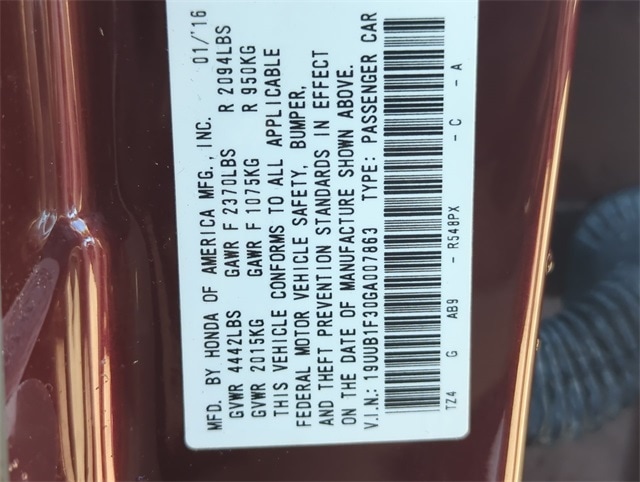 MFD. BY HONDA OF AMERICA MFG., INC. 01/'16
GVWR 4442LBS GAWR F 2370LBS R 2094LBS
GVWR 2015KG GAWR F 1075KG R 950KG
THIS VEHICLE CONFORMS TO ALL APPLICABLE
FEDERAL MOTOR VEHICLE SAFETY, BUMPER,
AND THEFT PREVENTION STANDARDS IN EFFECT
ON THE DATE OF MANUFACTURE SHOWN ABOVE.
V.I.N.: 19UUB1F30GA007863 TYPE: PASSENGER CAR
TZ4 G AB9 - R548PX - C - A